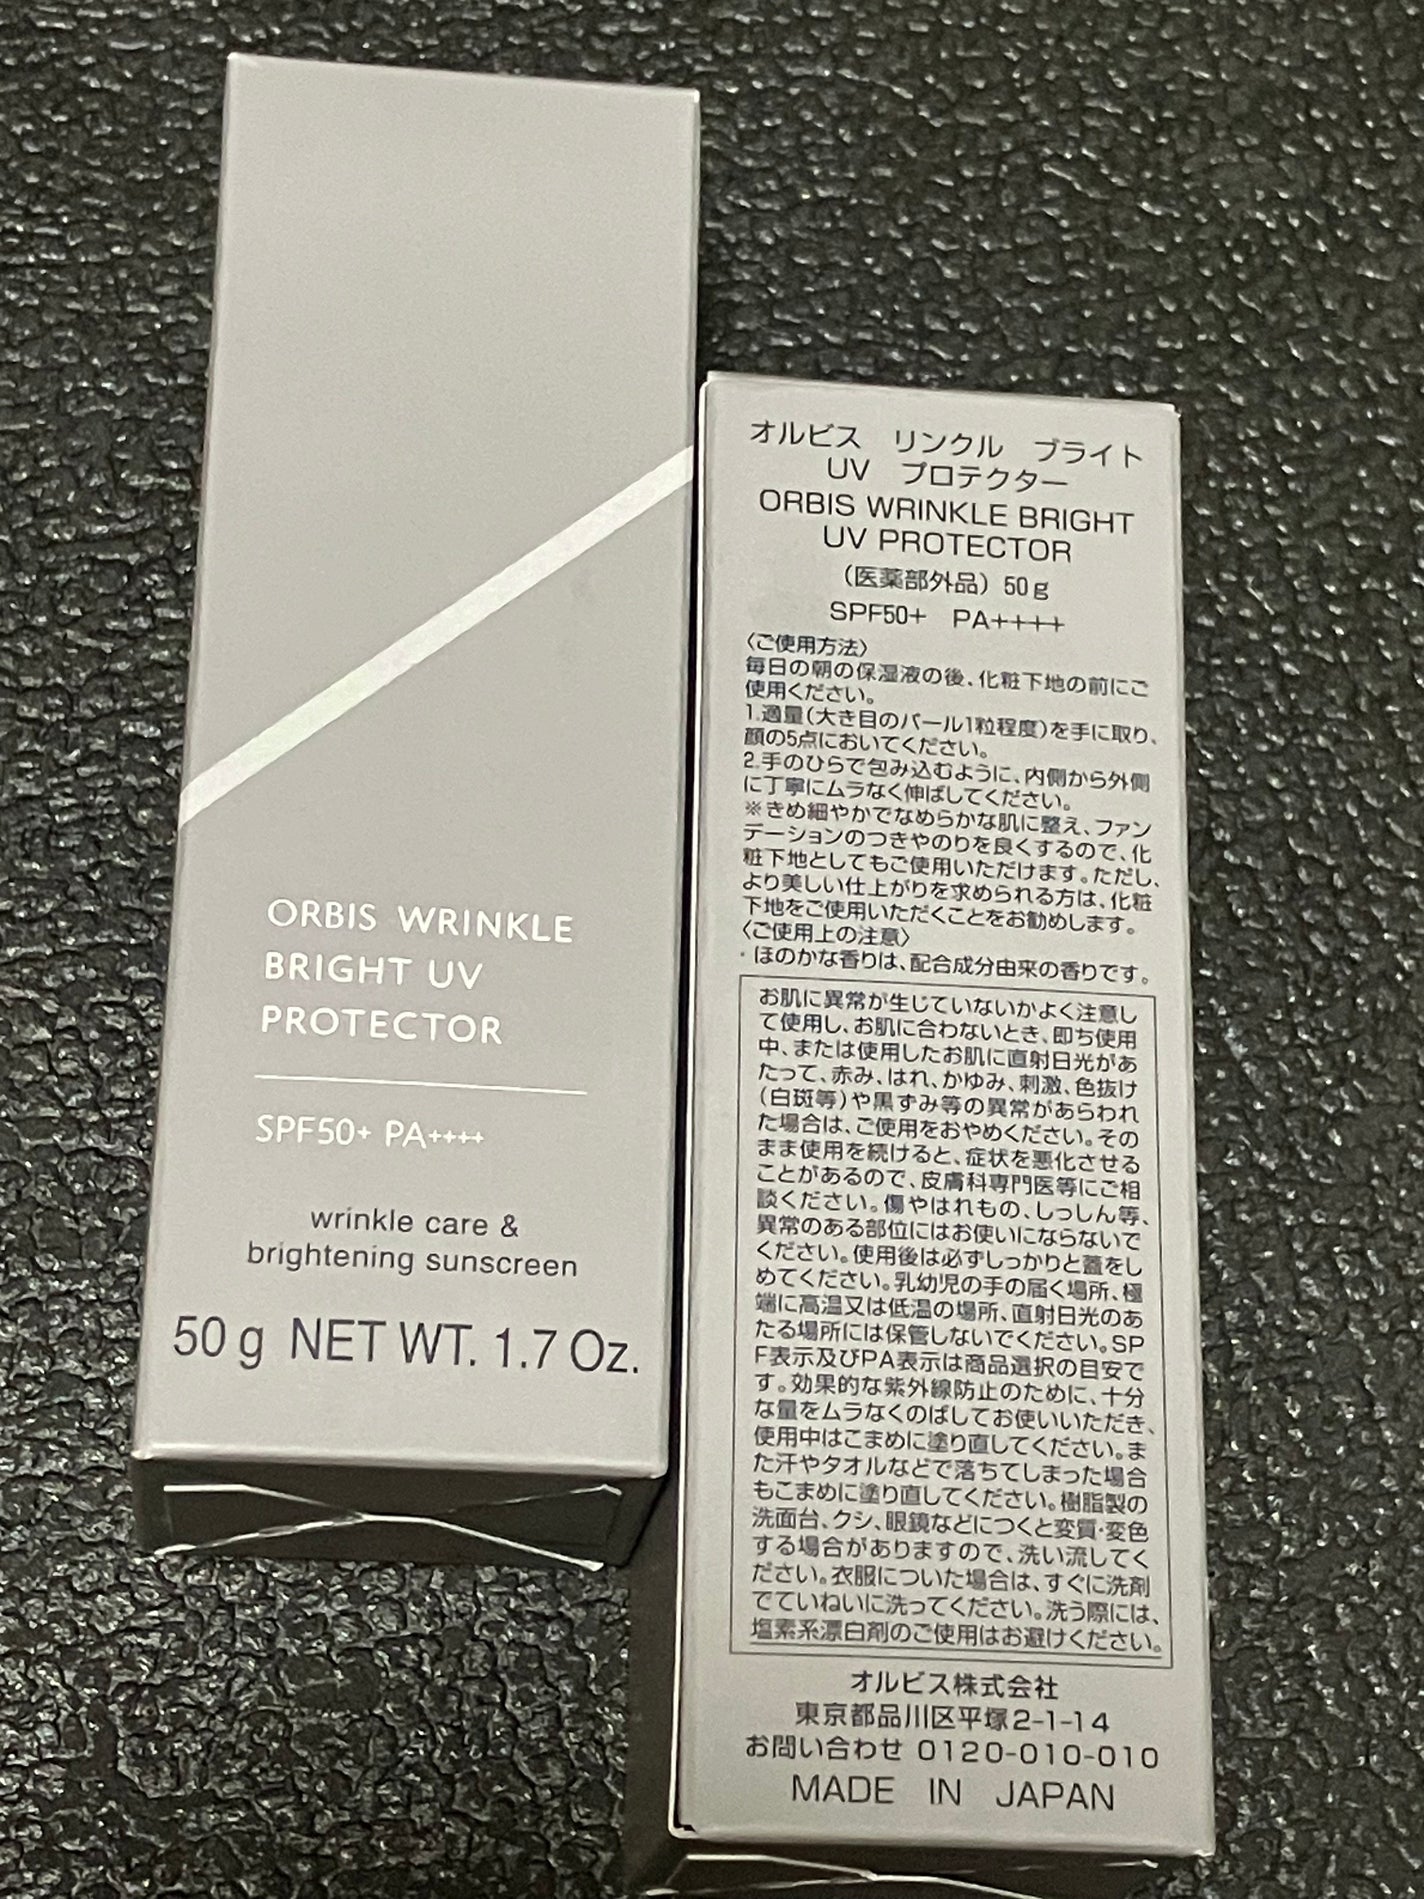 ORBIS WRINKLE
BRIGHT UV
PROTECTOR
SPF50+ PA++++
wrinkle care &
brightening sunscreen
50 g NET WT. 1.7 Oz.
オルビス リンクル ブライト
UV プロテクター
ORBIS WRINKLE BRIGHT
UV PROTECTOR
（医薬部外品）50g
SPF50+ PA++++
〈ご使用方法〉
毎日の朝の保湿液の後、化粧下地の前にご
使用ください。
1.適量(大き目のパール1粒程度)を手に取り、
顔の5点においてください。
2.手のひらで包み込むように、内側から外側
に丁寧にムラなく伸ばしてください。
※きめ細やかでなめらかな肌に整え、ファン
デーションのつきやのりを良くするので、化
粧下地としてもご使用いただけます。ただし、
より美しい仕上がりを求められる方は、化粧
下地をご使用いただくことをお勧めします。
〈ご使用上の注意〉
・ほのかな香りは、配合成分由来の香りです。
お肌に異常が生じていないかよく注意し
て使用し、お肌に合わないとき、即ち使用
中、または使用したお肌に直射日光があ
たって、赤み、はれ、かゆみ、刺激、色抜け
(白斑等)や黒ずみ等の異常があらわれ
た場合は、ご使用をおやめください。その
まま使用を続けると、症状を悪化させる
ことがあるので、皮膚科専門医等にご相
談ください。傷やはれもの、しっしん等、
異常のある部位にはお使いにならないで
ください。使用後は必ずしっかりと蓋をし
めてください。乳幼児の手の届く場所、極
端に高温又は低温の場所、直射日光のあ
たる場所には保管しないでください。SP
F表示及びPA表示は商品選択の目安で
す。効果的な紫外線防止のために、十分
な量をムラなくのばしてお使いいただき、
使用中はこまめに塗り直してください。ま
た汗やタオルなどで落ちてしまった場合
もこまめに塗り直してください。樹脂製の
洗面台、クシ、眼鏡などにつくと変質・変色
する場合がありますので、洗い流してく
ださい。衣服についた場合は、すぐに洗剤
でていねいに洗ってください。洗う際には、
塩素系漂白剤のご使用はお避けください。
オルビス株式会社
東京都品川区平塚2-1-14
お問い合わせ 0120-010-010
MADE IN JAPAN